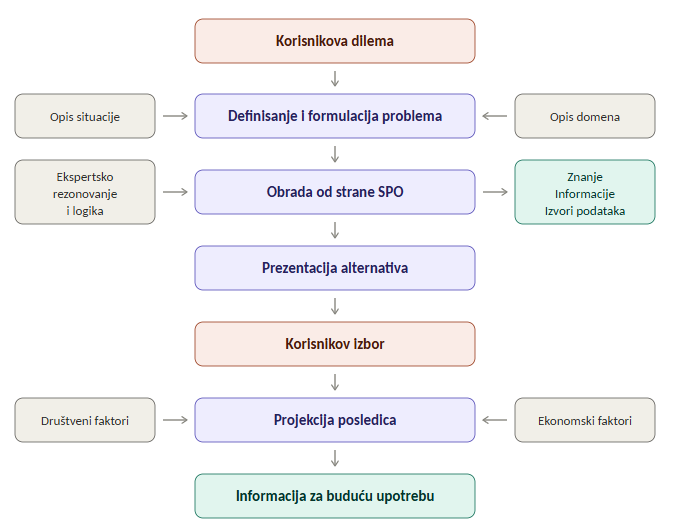 Korisnikova dilema
Opis situacije
Definisanje i formulacija problema
Opis domena
Ekspertsko
rezonovanje
i logika
Obrada od strane SPO
Znanje
Informacije
Izvori podataka
Prezentacija alternativa
Korisnikov izbor
Društveni faktori
Projekcija posledica
Ekonomski faktori
Informacija za buduću upotrebu